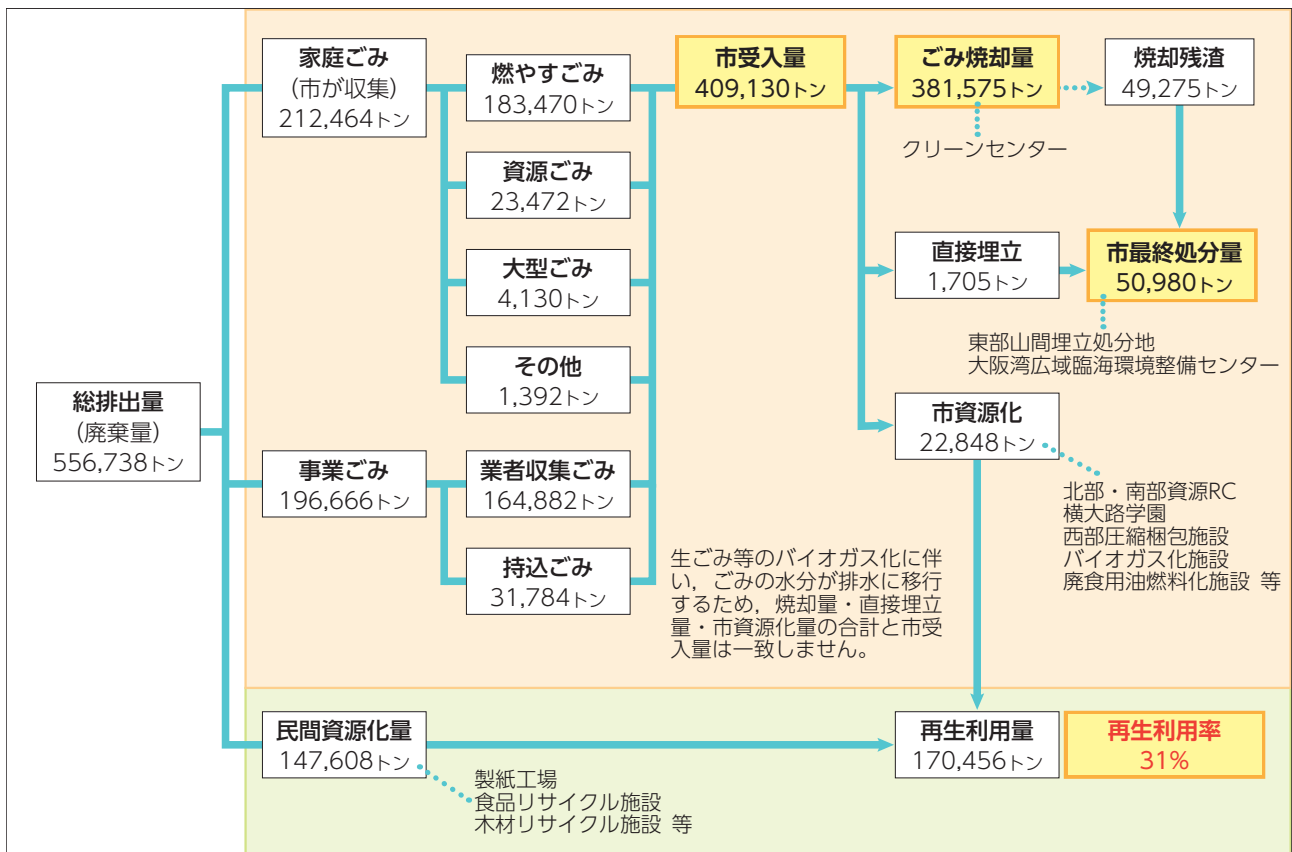 総排出量
(廃棄量)
556,738トン
家庭ごみ
(市が収集)
212,464トン
事業ごみ
196,666トン
民間資源化量
147,608トン
製紙工場
食品リサイクル施設
木材リサイクル施設 等
燃やすごみ
183,470トン
資源ごみ
23,472トン
大型ごみ
4,130トン
その他
1,392トン
業者収集ごみ
164,882トン
持込ごみ
31,784トン
市受入量
409,130トン
生ごみ等のバイオガス化に伴
い，ごみの水分が排水に移行
するため，焼却量・直接埋立
量・市資源化量の合計と市受
入量は一致しません。
ごみ焼却量
381,575トン
クリーンセンター
焼却残渣
49,275トン
直接埋立
1,705トン
市最終処分量
50,980トン
東部山間埋立処分地
大阪湾広域臨海環境整備センター
市資源化
22,848トン
北部・南部資源RC
横大路学園
西部圧縮梱包施設
バイオガス化施設
廃食用油燃料化施設 等
再生利用量
170,456トン
再生利用率
31%